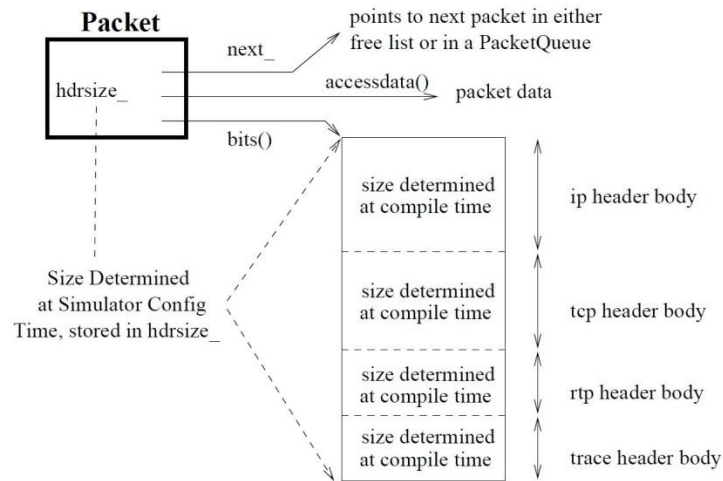 Packet
next_
points to next packet in either
free list or in a PacketQueue
hdrsize_
accessdata()
packet data
bits()
size determined
at compile time
ip header body
Size Determined
at Simulator Config
Time, stored in hdrsize_
size determined
at compile time
tcp header body
size determined
at compile time
rtp header body
size determined
at compile time
trace header body